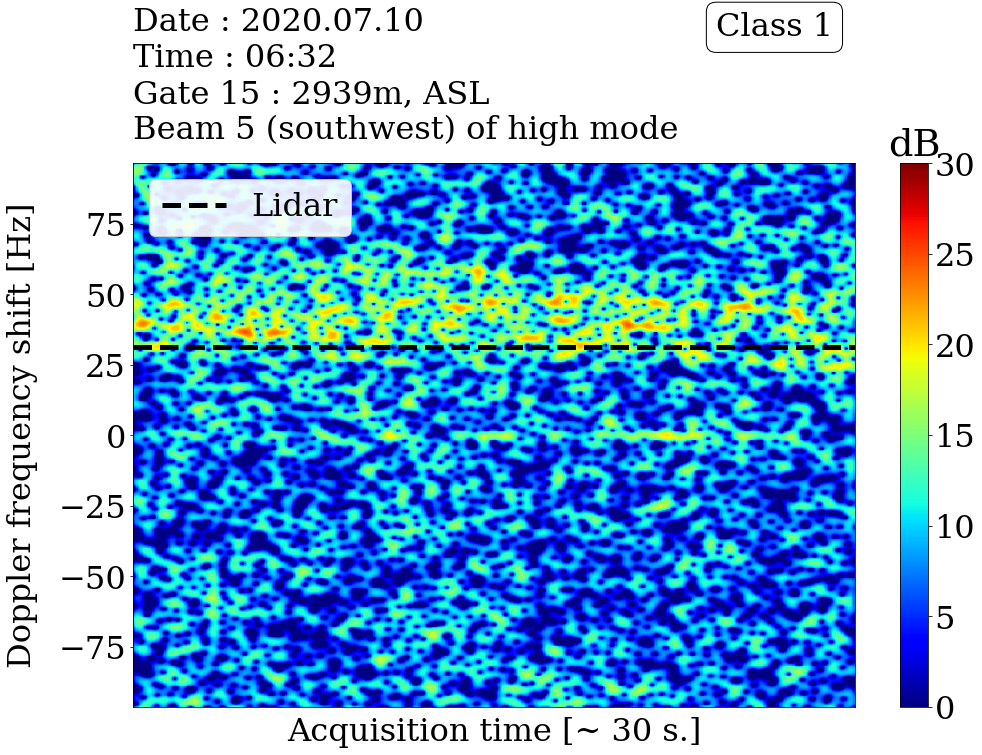 Date : 2020.07.10
Time : 06:32
Gate 15 : 2939m, ASL
Beam 5 (southwest) of high mode
Class 1
dB
Lidar
Doppler frequency shift [Hz]
75
50
25
0
−25
−50
−75
30
25
20
15
10
5
0
Acquisition time [~ 30 s.]